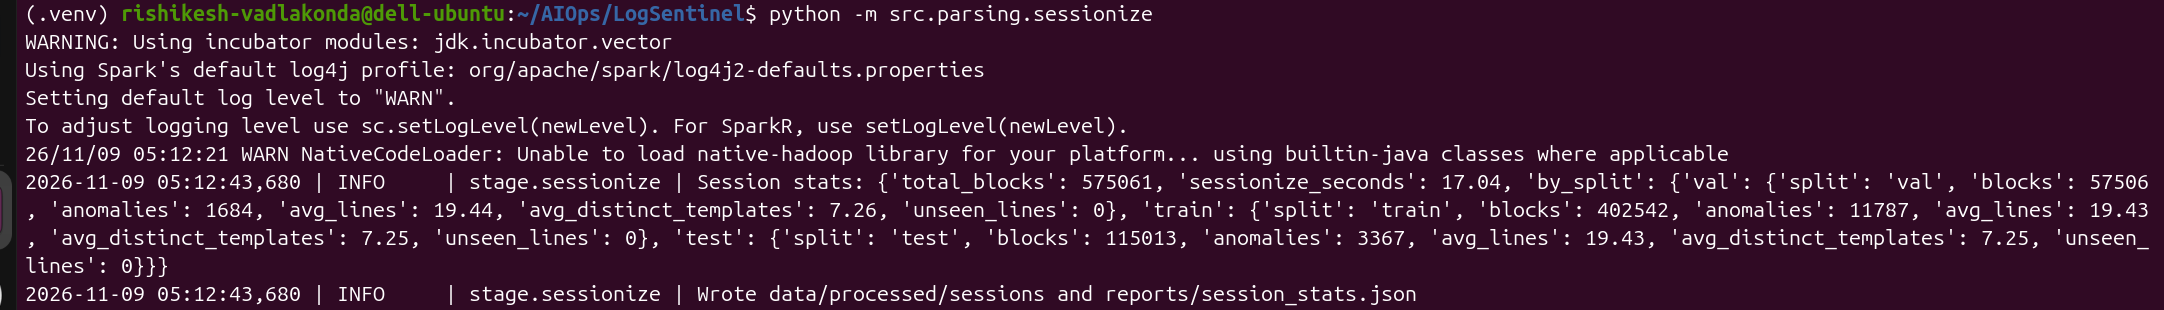 (.venv) rishikesh-vadlakonda@dell-ubuntu:~/AIOps/LogSentinel$ python -m src.parsing.sessionize
WARNING: Using incubator modules: jdk.incubator.vector
Using Spark's default log4j profile: org/apache/spark/log4j2-defaults.properties
Setting default log level to "WARN".
To adjust logging level use sc.setLogLevel(newLevel). For SparkR, use setLogLevel(newLevel).
26/11/09 05:12:21 WARN NativeCodeLoader: Unable to load native-hadoop library for your platform... using builtin-java classes where applicable
2026-11-09 05:12:43,680 | INFO     | stage.sessionize | Session stats: {'total_blocks': 575061, 'sessionize_seconds': 17.04, 'by_split': {'val': {'split': 'val', 'blocks': 57506
, 'anomalies': 1684, 'avg_lines': 19.44, 'avg_distinct_templates': 7.26, 'unseen_lines': 0}, 'train': {'split': 'train', 'blocks': 402542, 'anomalies': 11787, 'avg_lines': 19.43
, 'avg_distinct_templates': 7.25, 'unseen_lines': 0}, 'test': {'split': 'test', 'blocks': 115013, 'anomalies': 3367, 'avg_lines': 19.43, 'avg_distinct_templates': 7.25, 'unseen_
lines': 0}}}
2026-11-09 05:12:43,680 | INFO     | stage.sessionize | Wrote data/processed/sessions and reports/session_stats.json